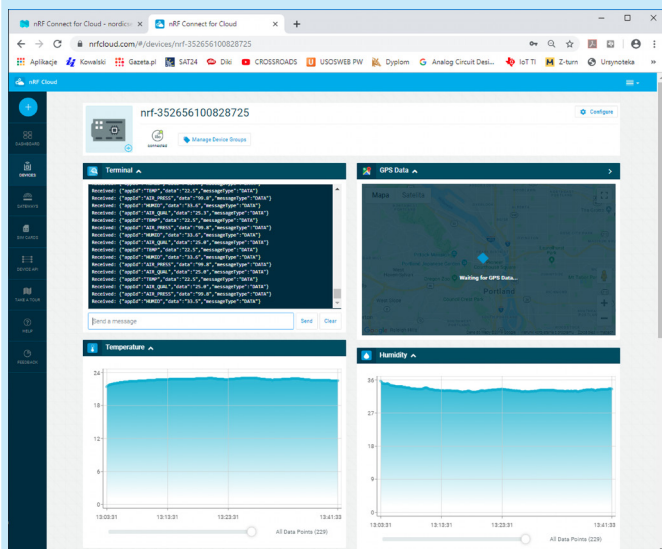 nRF Connect for Cloud - nordicse
nRF Connect for Cloud
nrfcloud.com/#/devices/nrf-352656100828725
Aplikacje
Kowalski
Gazeta.pl
SAT24
Diki
CROSSROADS
USOSWEB PW
Dyplom
Analog Circuit Desi...
IoT TI
Z-turn
Ursynoteka
nRF Cloud
DASHBOARD
DEVICES
GATEWAYS
SIM CARDS
DEVICE API
TAKE A TOUR
HELP
FEEDBACK
nrf-352656100828725
Configure
connected
Manage Device Groups
Terminal
Received: {"appId":"TEMP","data":"22.5","messageType":"DATA"}
Received: {"appId":"AIR_PRESS","data":"99.8","messageType":"DATA"}
Received: {"appId":"HUMID","data":"33.6","messageType":"DATA"}
Received: {"appId":"AIR_QUAL","data":"25.3","messageType":"DATA"}
Received: {"appId":"TEMP","data":"22.5","messageType":"DATA"}
Received: {"appId":"AIR_PRESS","data":"99.8","messageType":"DATA"}
Received: {"appId":"HUMID","data":"33.6","messageType":"DATA"}
Received: {"appId":"AIR_QUAL","data":"25.0","messageType":"DATA"}
Received: {"appId":"TEMP","data":"22.5","messageType":"DATA"}
Received: {"appId":"HUMID","data":"33.6","messageType":"DATA"}
Received: {"appId":"AIR_PRESS","data":"99.8","messageType":"DATA"}
Received: {"appId":"AIR_QUAL","data":"25.0","messageType":"DATA"}
Received: {"appId":"TEMP","data":"22.5","messageType":"DATA"}
Received: {"appId":"AIR_QUAL","data":"25.0","messageType":"DATA"}
Received: {"appId":"AIR_PRESS","data":"99.8","messageType":"DATA"}
Received: {"appId":"HUMID","data":"33.5","messageType":"DATA"}
Send a message
Send
Clear
GPS Data
Mapa
Satelita
Waiting for GPS Data...
Portland
Temperature
24
18
12
6
0
13:03:31
13:13:31
13:23:31
13:41:33
All Data Points (229)
Humidity
36
27
18
9
0
13:03:31
13:13:31
13:23:31
13:41:33
All Data Points (229)